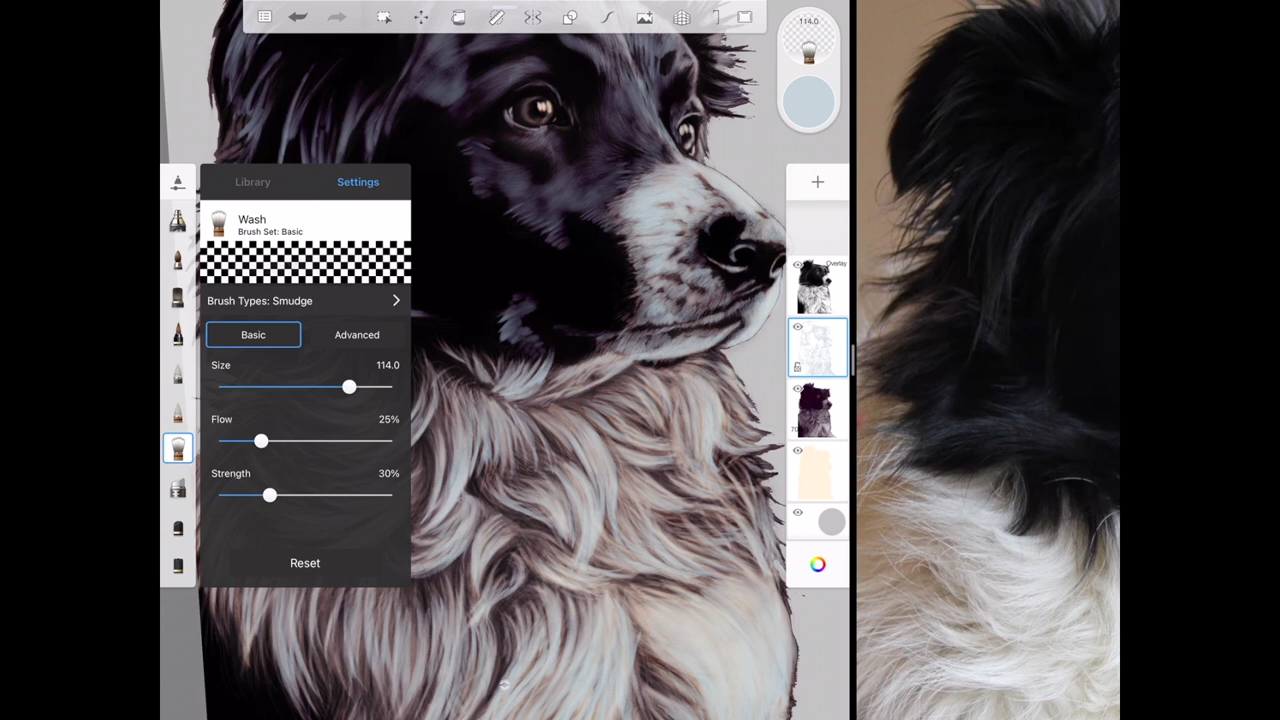 114.0
Library Settings
Wash
Brush Set: Basic
Overlay
Brush Types: Smudge
Basic Advanced
Size 114.0
Flow 25%
70
Strength 30%
Reset